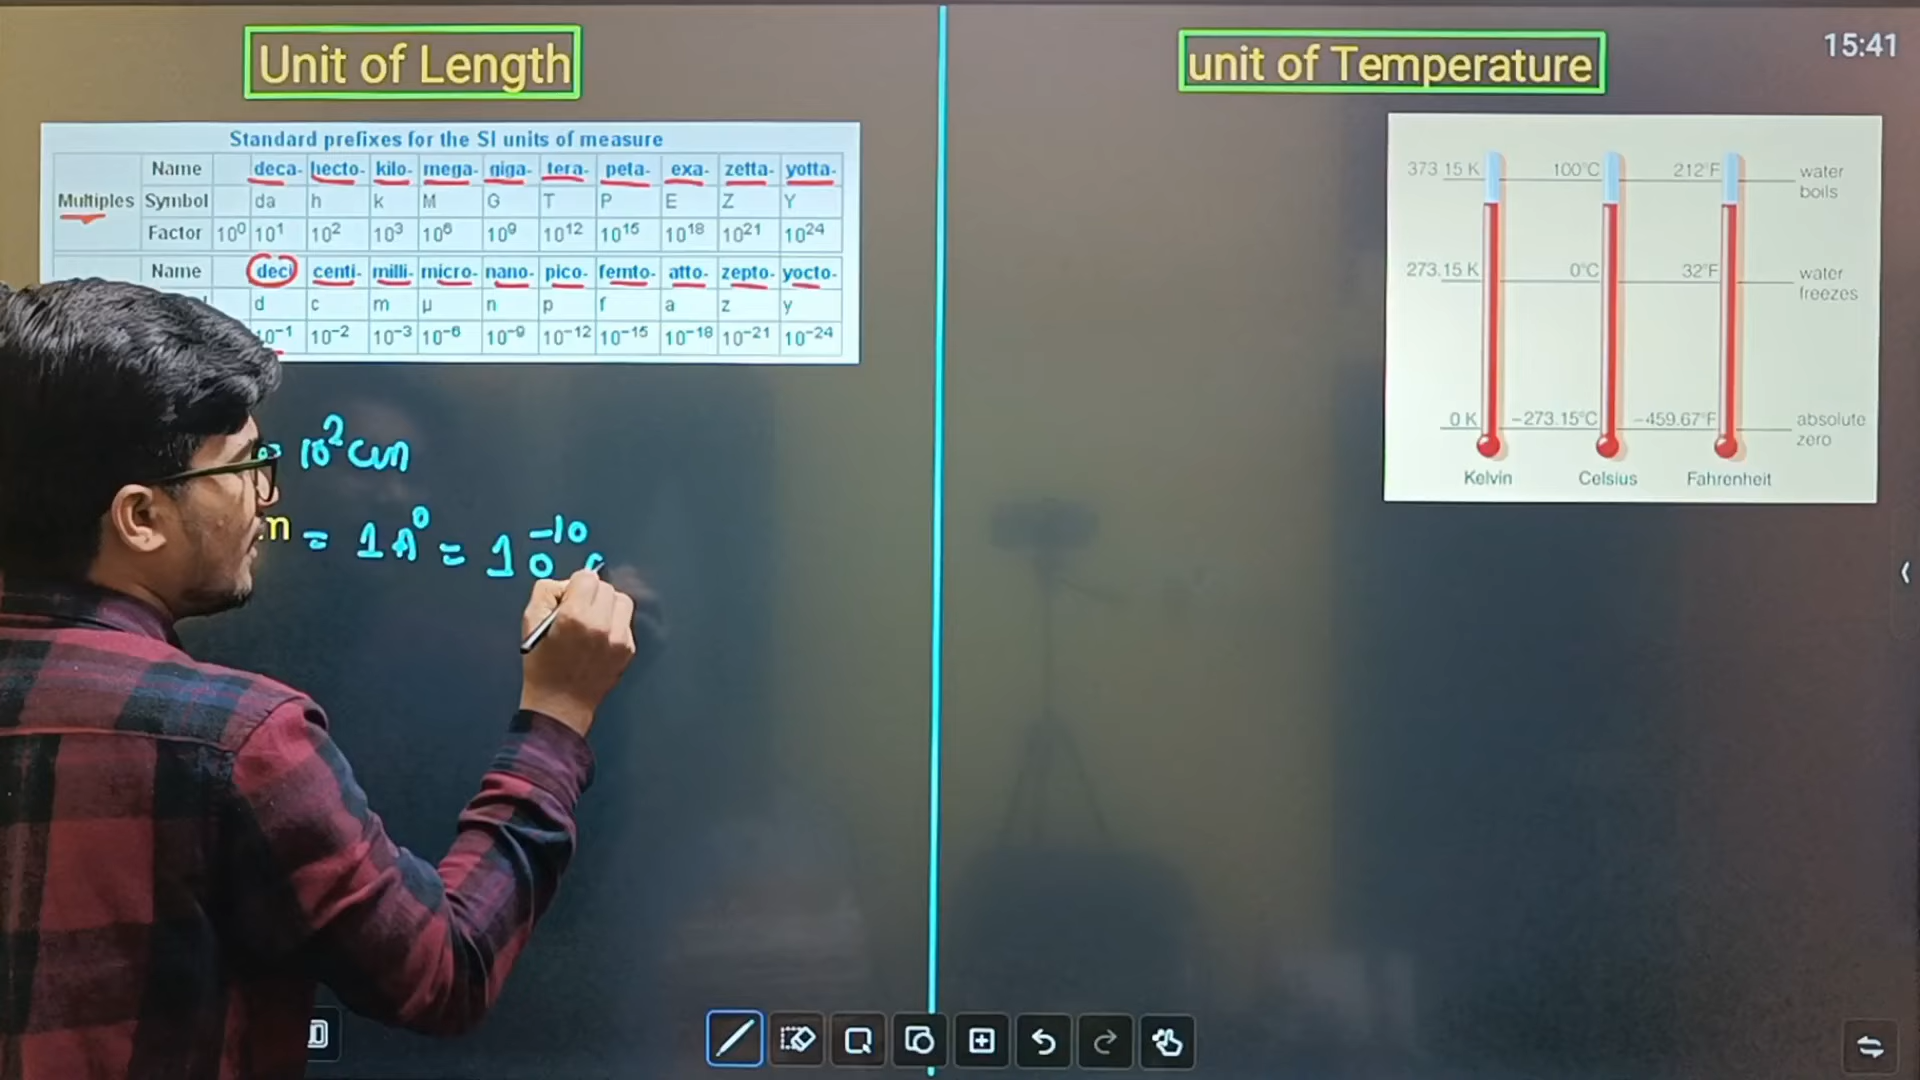 Unit of Length
unit of Temperature
15:41
Standard prefixes for the SI units of measure
Multiples
Name deca- hecto- kilo- mega- giga- tera- peta- exa- zetta- yotta-
Symbol da h k M G T P E Z Y
Factor 10⁰ 10¹ 10² 10³ 10⁶ 10⁹ 10¹² 10¹⁵ 10¹⁸ 10²¹ 10²⁴
Name deci centi- milli- micro- nano- pico- femto- atto- zepto- yocto-
d c m μ n p f a z y
10⁻¹ 10⁻² 10⁻³ 10⁻⁶ 10⁻⁹ 10⁻¹² 10⁻¹⁵ 10⁻¹⁸ 10⁻²¹ 10⁻²⁴
= 10² cm
m = 1 A⁰ = 10⁻¹⁰
373.15 K 100°C 212°F water boils
273.15 K 0°C 32°F water freezes
0 K −273.15°C −459.67°F absolute zero
Kelvin Celsius Fahrenheit